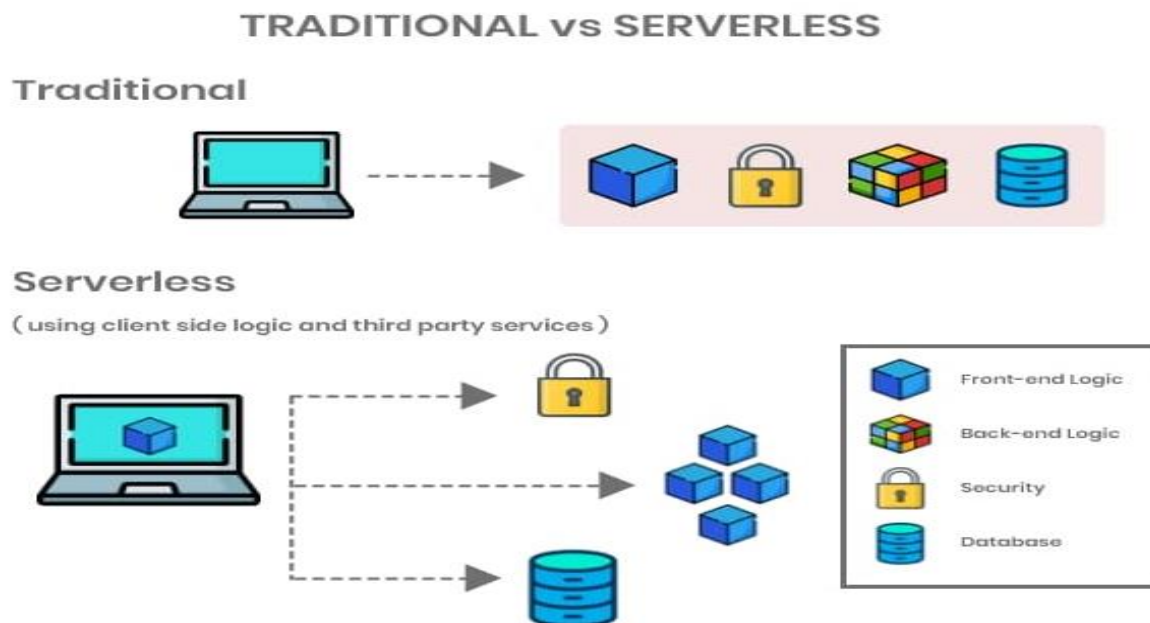 TRADITIONAL vs SERVERLESS
Traditional
Serverless
( using client side logic and third party services )
Front-end Logic
Back-end Logic
Security
Database